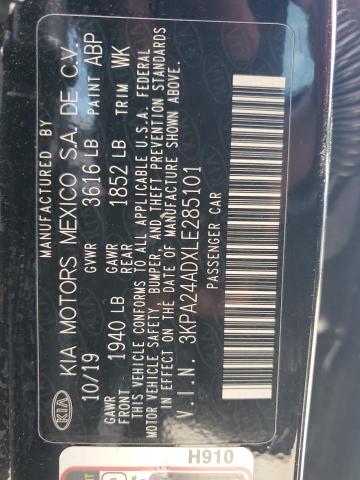 MANUFACTURED BY
KIA KIA MOTORS MEXICO S.A. DE C.V.
10/19 GVWR 3616 LB PAINT ABP
GAWR FRONT 1940 LB GAWR REAR 1852 LB TRIM WK
THIS VEHICLE CONFORMS TO ALL APPLICABLE U.S.A. FEDERAL
MOTOR VEHICLE SAFETY, BUMPER, AND THEFT PREVENTION STANDARDS
IN EFFECT ON THE DATE OF MANUFACTURE SHOWN ABOVE.
V.I.N. 3KPA24ADXLE285101
PASSENGER CAR
H910